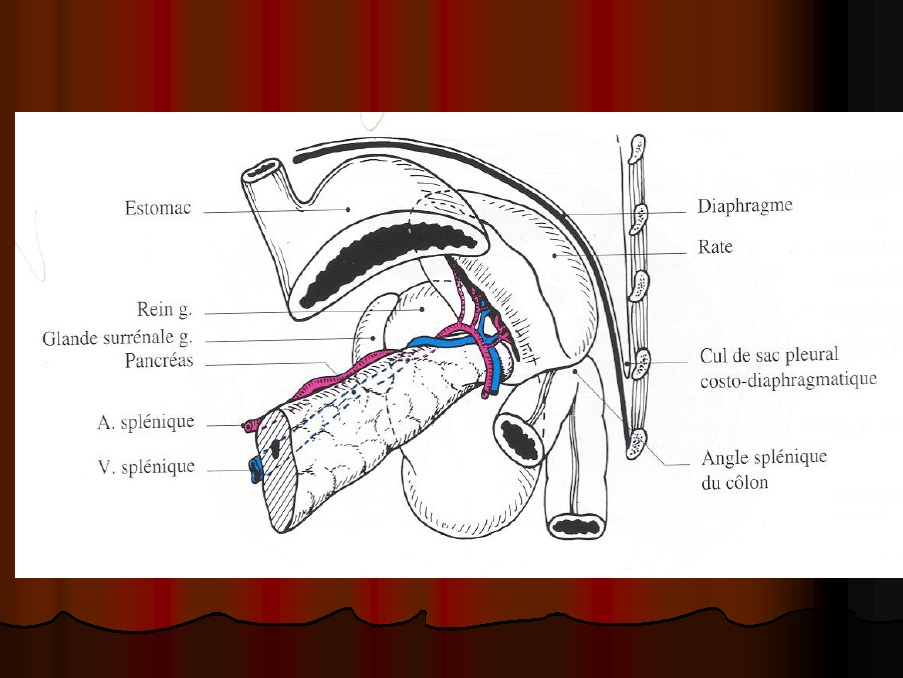 Estomac
Rein g.
Glande surrénale g.
Pancréas
A. splénique
V. splénique
Diaphragme
Rate
Cul de sac pleural
costo-diaphragmatique
Angle splénique
du côlon